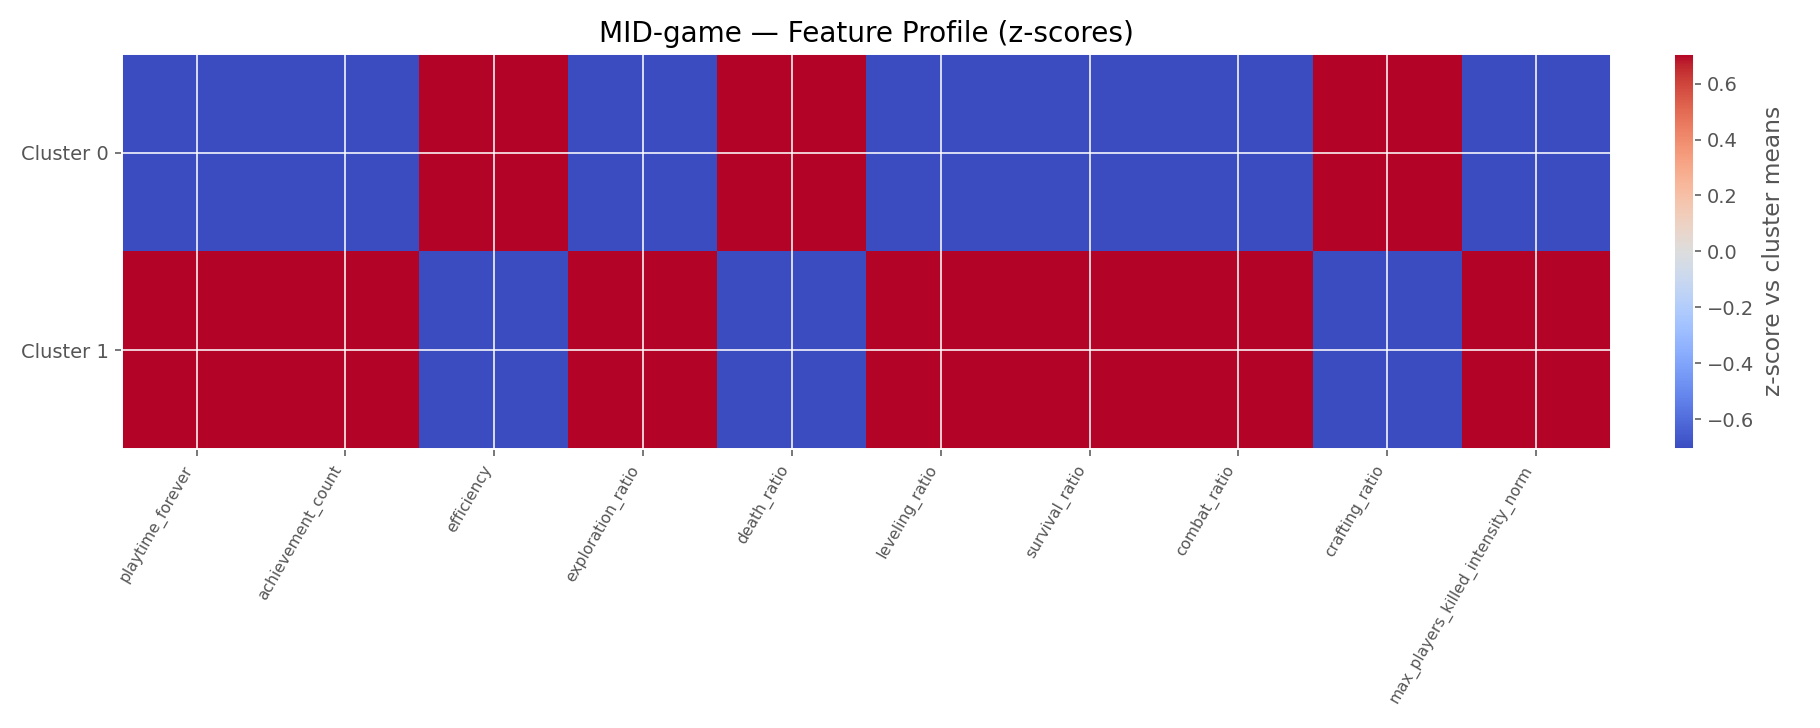 MID-game — Feature Profile (z-scores)
Cluster 0
Cluster 1
playtime_forever
achievement_count
efficiency
exploration_ratio
death_ratio
leveling_ratio
survival_ratio
combat_ratio
crafting_ratio
max_players_killed_intensity_norm
0.6
0.4
0.2
0.0
−0.2
−0.4
−0.6
z-score vs cluster means